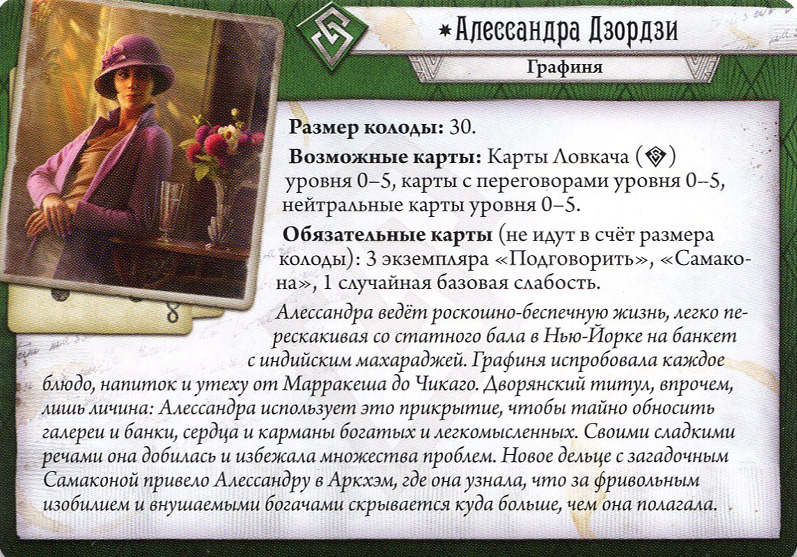 Алессандра Дзордзи
Графиня
Размер колоды: 30.
Возможные карты: Карты Ловкача ( )
уровня 0–5, карты с переговорами уровня 0–5,
нейтральные карты уровня 0–5.
Обязательные карты (не идут в счёт размера
колоды): 3 экземпляра «Подговорить», «Самако-
на», 1 случайная базовая слабость.
Алессандра ведёт роскошно-беспечную жизнь, легко пе-
рескакивая со статного бала в Нью-Йорке на банкет
с индийским махараджей. Графиня испробовала каждое
блюдо, напиток и утеху от Марракеша до Чикаго. Дворянский титул, впрочем,
лишь личина: Алессандра использует это прикрытие, чтобы тайно обносить
галереи и банки, сердца и карманы богатых и легкомысленных. Своими сладкими
речами она добилась и избежала множества проблем. Новое дельце с загадочным
Самаконой привело Алессандру в Аркхэм, где она узнала, что за фривольным
изобилием и внушаемыми богачами скрывается куда больше, чем она полагала.